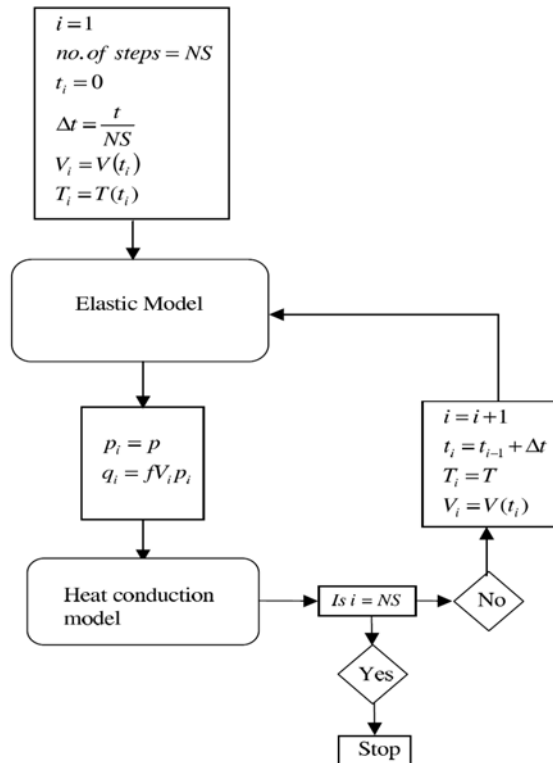 i = 1
no. of steps = NS
t_i = 0
Δt = t/NS
V_i = V(t_i)
T_i = T(t_i)
Elastic Model
p_i = p
q_i = fV_i p_i
i = i+1
t_i = t_{i-1} + Δt
T_i = T
V_i = V(t_i)
Heat conduction
model
Is i = NS
No
Yes
Stop